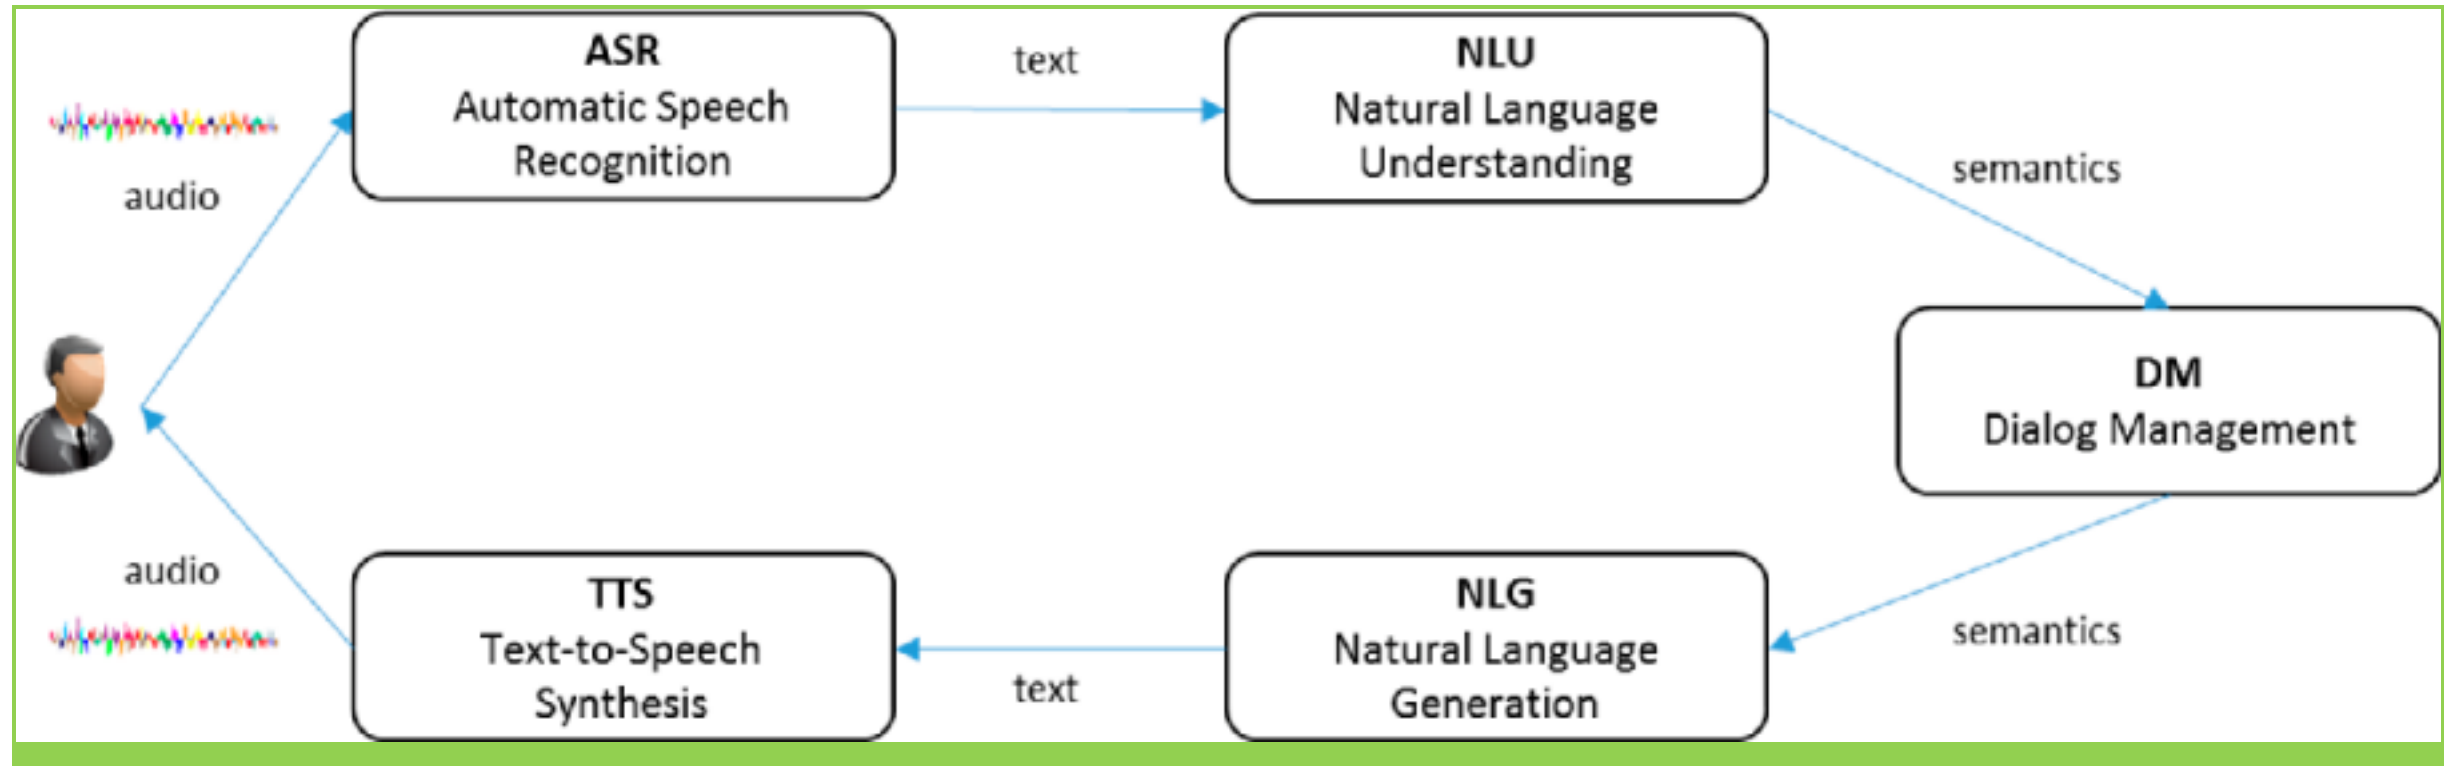 ASR
Automatic Speech
Recognition
text
NLU
Natural Language
Understanding
audio
semantics
DM
Dialog Management
audio
TTS
Text-to-Speech
Synthesis
text
NLG
Natural Language
Generation
semantics